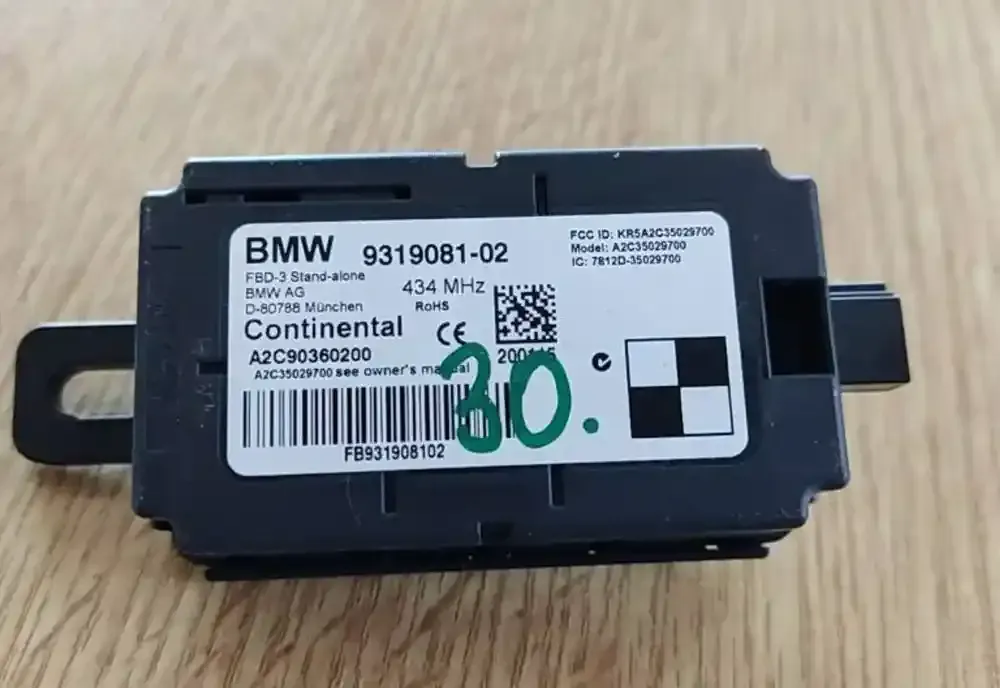 BMW 9319081-02
FBD-3 Stand-alone
BMW AG
D-80788 München
434 MHz
RoHS
Continental
CE
A2C90360200
A2C35029700 see owner's manual
FB931908102
FCC ID: KR5A2C35029700
Model: A2C35029700
IC: 7812D-35029700
30.